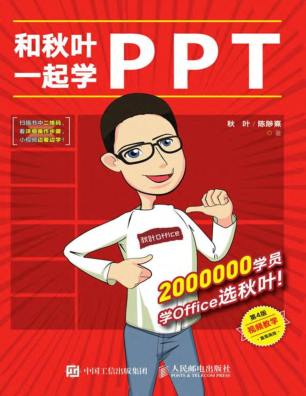 和秋叶
一起学
PPT
扫描书中二维码,
看详细操作步骤,
小视频边看边学!
秋 叶 / 陈陟熹
◎ 著
秋叶Office
2000000学员
学Office选秋叶!
第4版
视频教学
中国工信出版集团
人民邮电出版社
POSTS & TELECOM PRESS